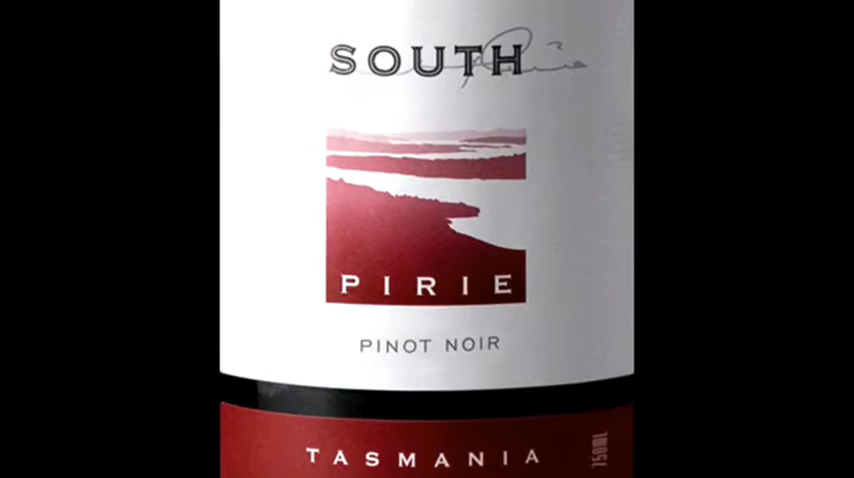 SOUTH
PIRIE
PINOT NOIR
TASMANIA
750ML